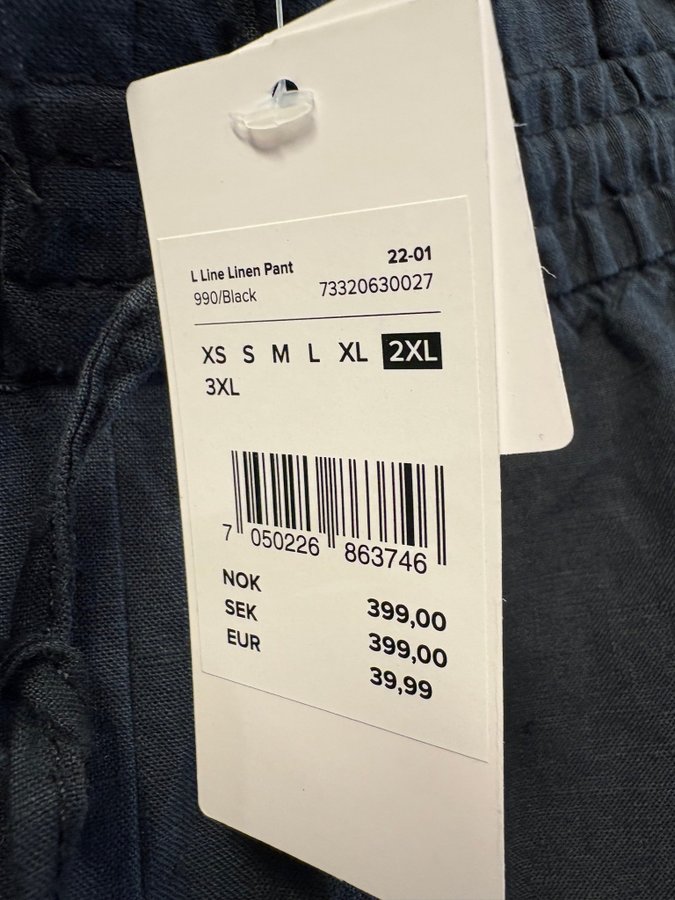 L Line Linen Pant 22-01
990/Black 73320630027
XS S M L XL 2XL
3XL
7 050226 863746
NOK 399,00
SEK 399,00
EUR 39,99